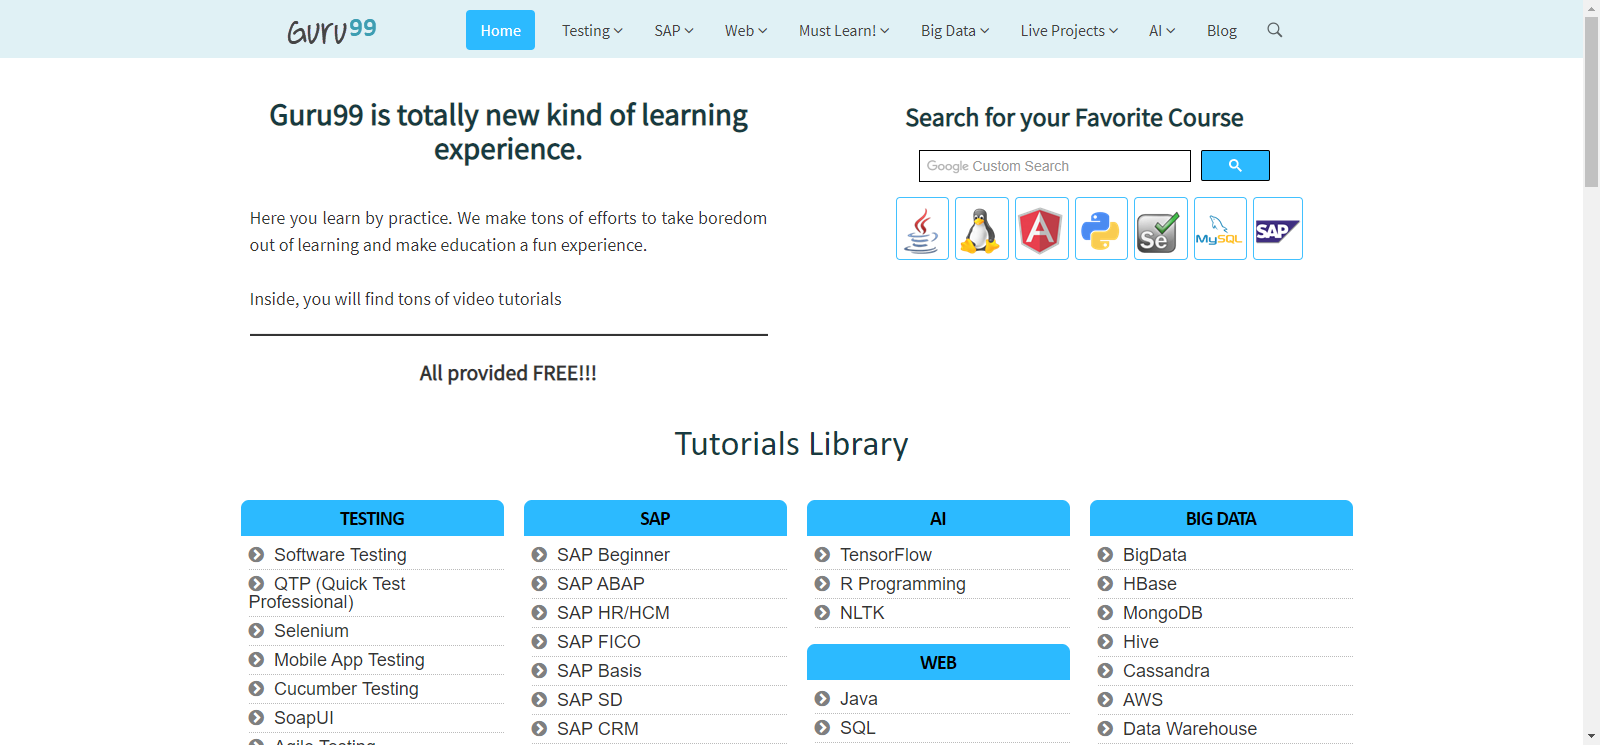 Guru99
Home
Testing
SAP
Web
Must Learn!
Big Data
Live Projects
AI
Blog
Guru99 is totally new kind of learning
experience.
Here you learn by practice. We make tons of efforts to take boredom
out of learning and make education a fun experience.
Inside, you will find tons of video tutorials
All provided FREE!!!
Search for your Favorite Course
Google Custom Search
Se
MySQL
SAP
Tutorials Library
TESTING
Software Testing
QTP (Quick Test
Professional)
Selenium
Mobile App Testing
Cucumber Testing
SoapUI
Agile Testing
SAP
SAP Beginner
SAP ABAP
SAP HR/HCM
SAP FICO
SAP Basis
SAP SD
SAP CRM
AI
TensorFlow
R Programming
NLTK
WEB
Java
SQL
BIG DATA
BigData
HBase
MongoDB
Hive
Cassandra
AWS
Data Warehouse